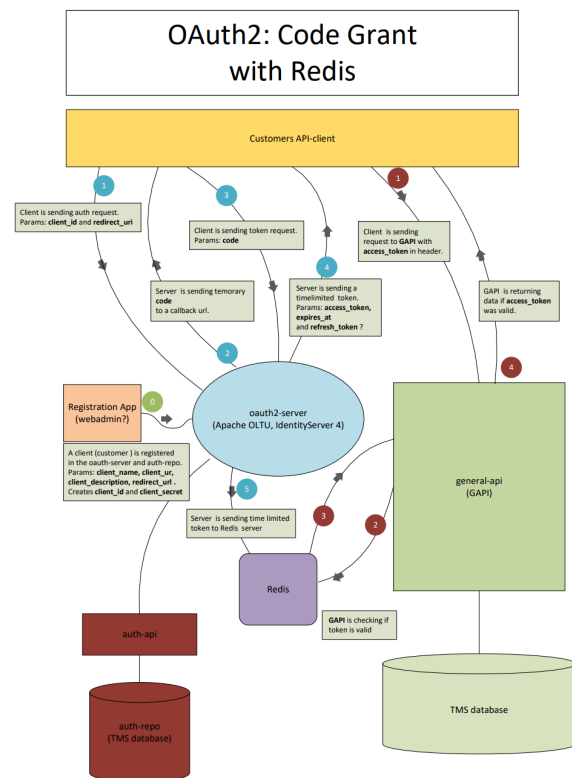 OAuth2: Code Grant
with Redis
Customers API-client
1
3
1
Client is sending auth request.
Params: client_id and redirect_uri
Client is sending token request.
Params: code
Client is sending
request to GAPI with
access_token in header.
4
Server is sending temorary
code
to a callback url.
Server is sending a
timelimited token.
Params: access_token,
expires_at
and refresh_token ?
GAPI is returning
data if access_token
was valid.
2
4
0
Registration App
(webadmin?)
oauth2-server
(Apache OLTU, IdentityServer 4)
A client (customer ) is registered
in the oauth-server and auth-repo.
Params: client_name, client_ur,
client_description, redirect_url .
Creates client_id and client_secret
general-api
(GAPI)
5
3
2
Server is sending time limited
token to Redis server
Redis
GAPI is checking if
token is valid
auth-api
auth-repo
(TMS database)
TMS database